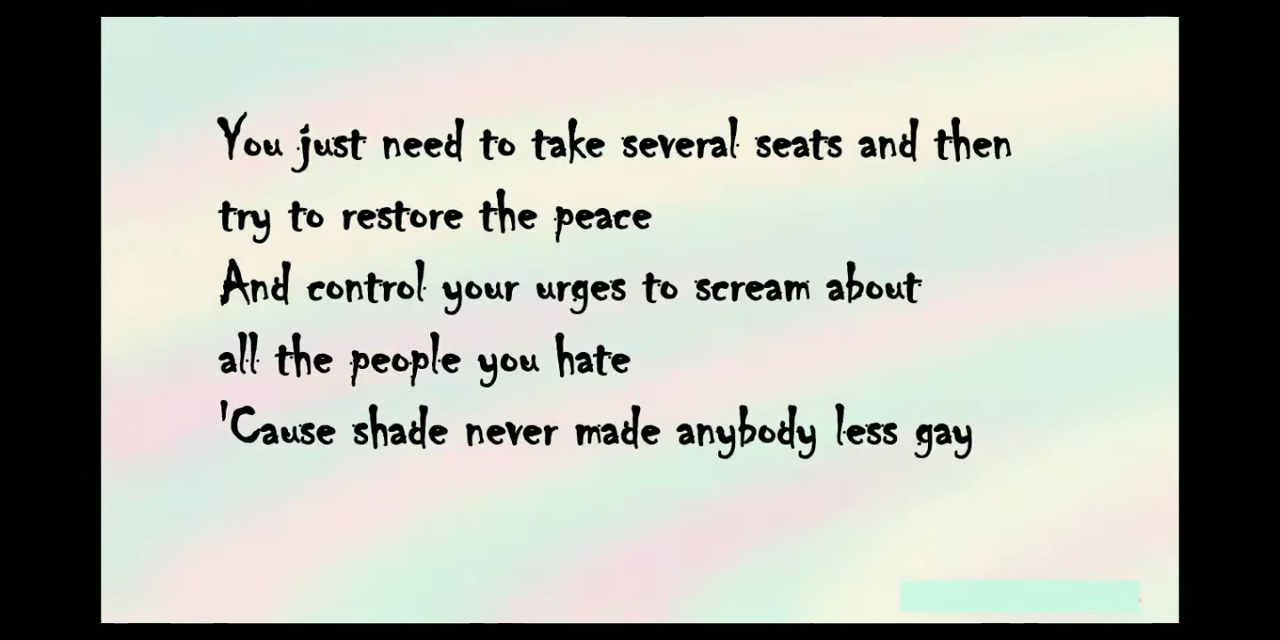 You just need to take several seats and then
try to restore the peace
And control your urges to scream about
all the people you hate
'Cause shade never made anybody less gay